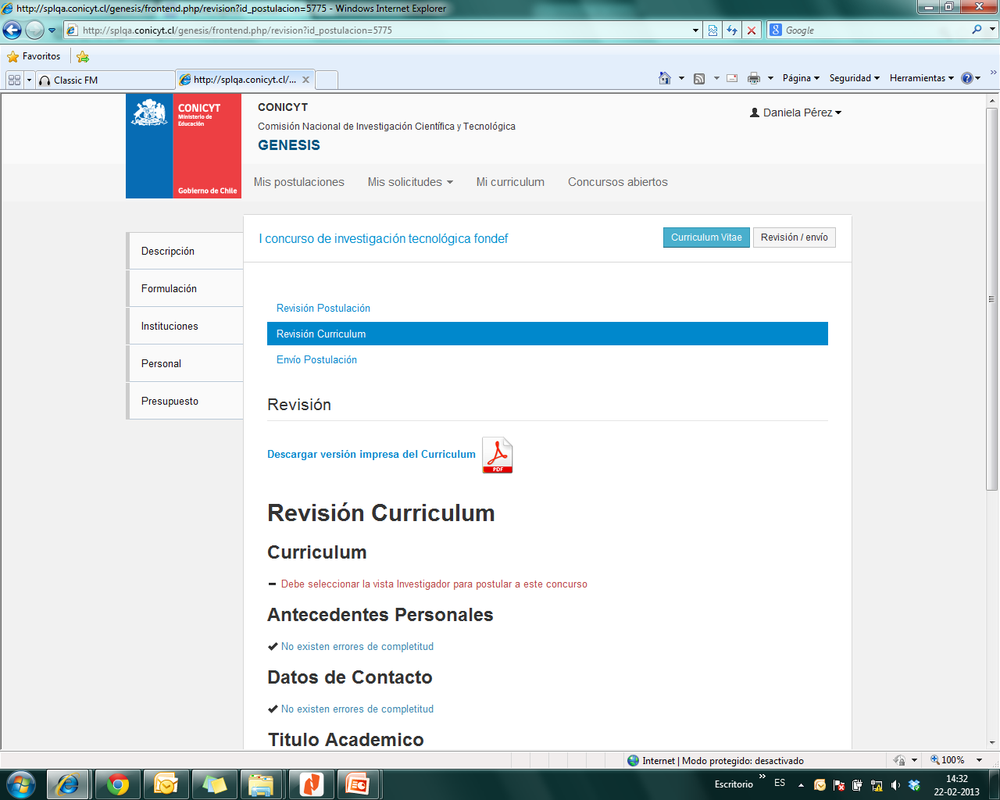 http://splqa.conicyt.cl/genesis/frontend.php/revision?id_postulacion=5775 - Windows Internet Explorer
http://splqa.conicyt.cl/genesis/frontend.php/revision?id_postulacion=5775
Google
Favoritos
Classic FM
http://splqa.conicyt.cl/...
Página
Seguridad
Herramientas
CONICYT
Ministerio de
Educación
Gobierno de Chile
CONICYT
Comisión Nacional de Investigación Científica y Tecnológica
GENESIS
Daniela Pérez
Mis postulaciones
Mis solicitudes
Mi curriculum
Concursos abiertos
Descripción
Formulación
Instituciones
Personal
Presupuesto
I concurso de investigación tecnológica fondef
Curriculum Vitae
Revisión / envío
Revisión Postulación
Revisión Curriculum
Envío Postulación
Revisión
Descargar versión impresa del Curriculum
PDF
Revisión Curriculum
Curriculum
Debe seleccionar la vista Investigador para postular a este concurso
Antecedentes Personales
No existen errores de completitud
Datos de Contacto
No existen errores de completitud
Titulo Academico
Internet | Modo protegido: desactivado
100%
Escritorio
ES
14:32
22-02-2013